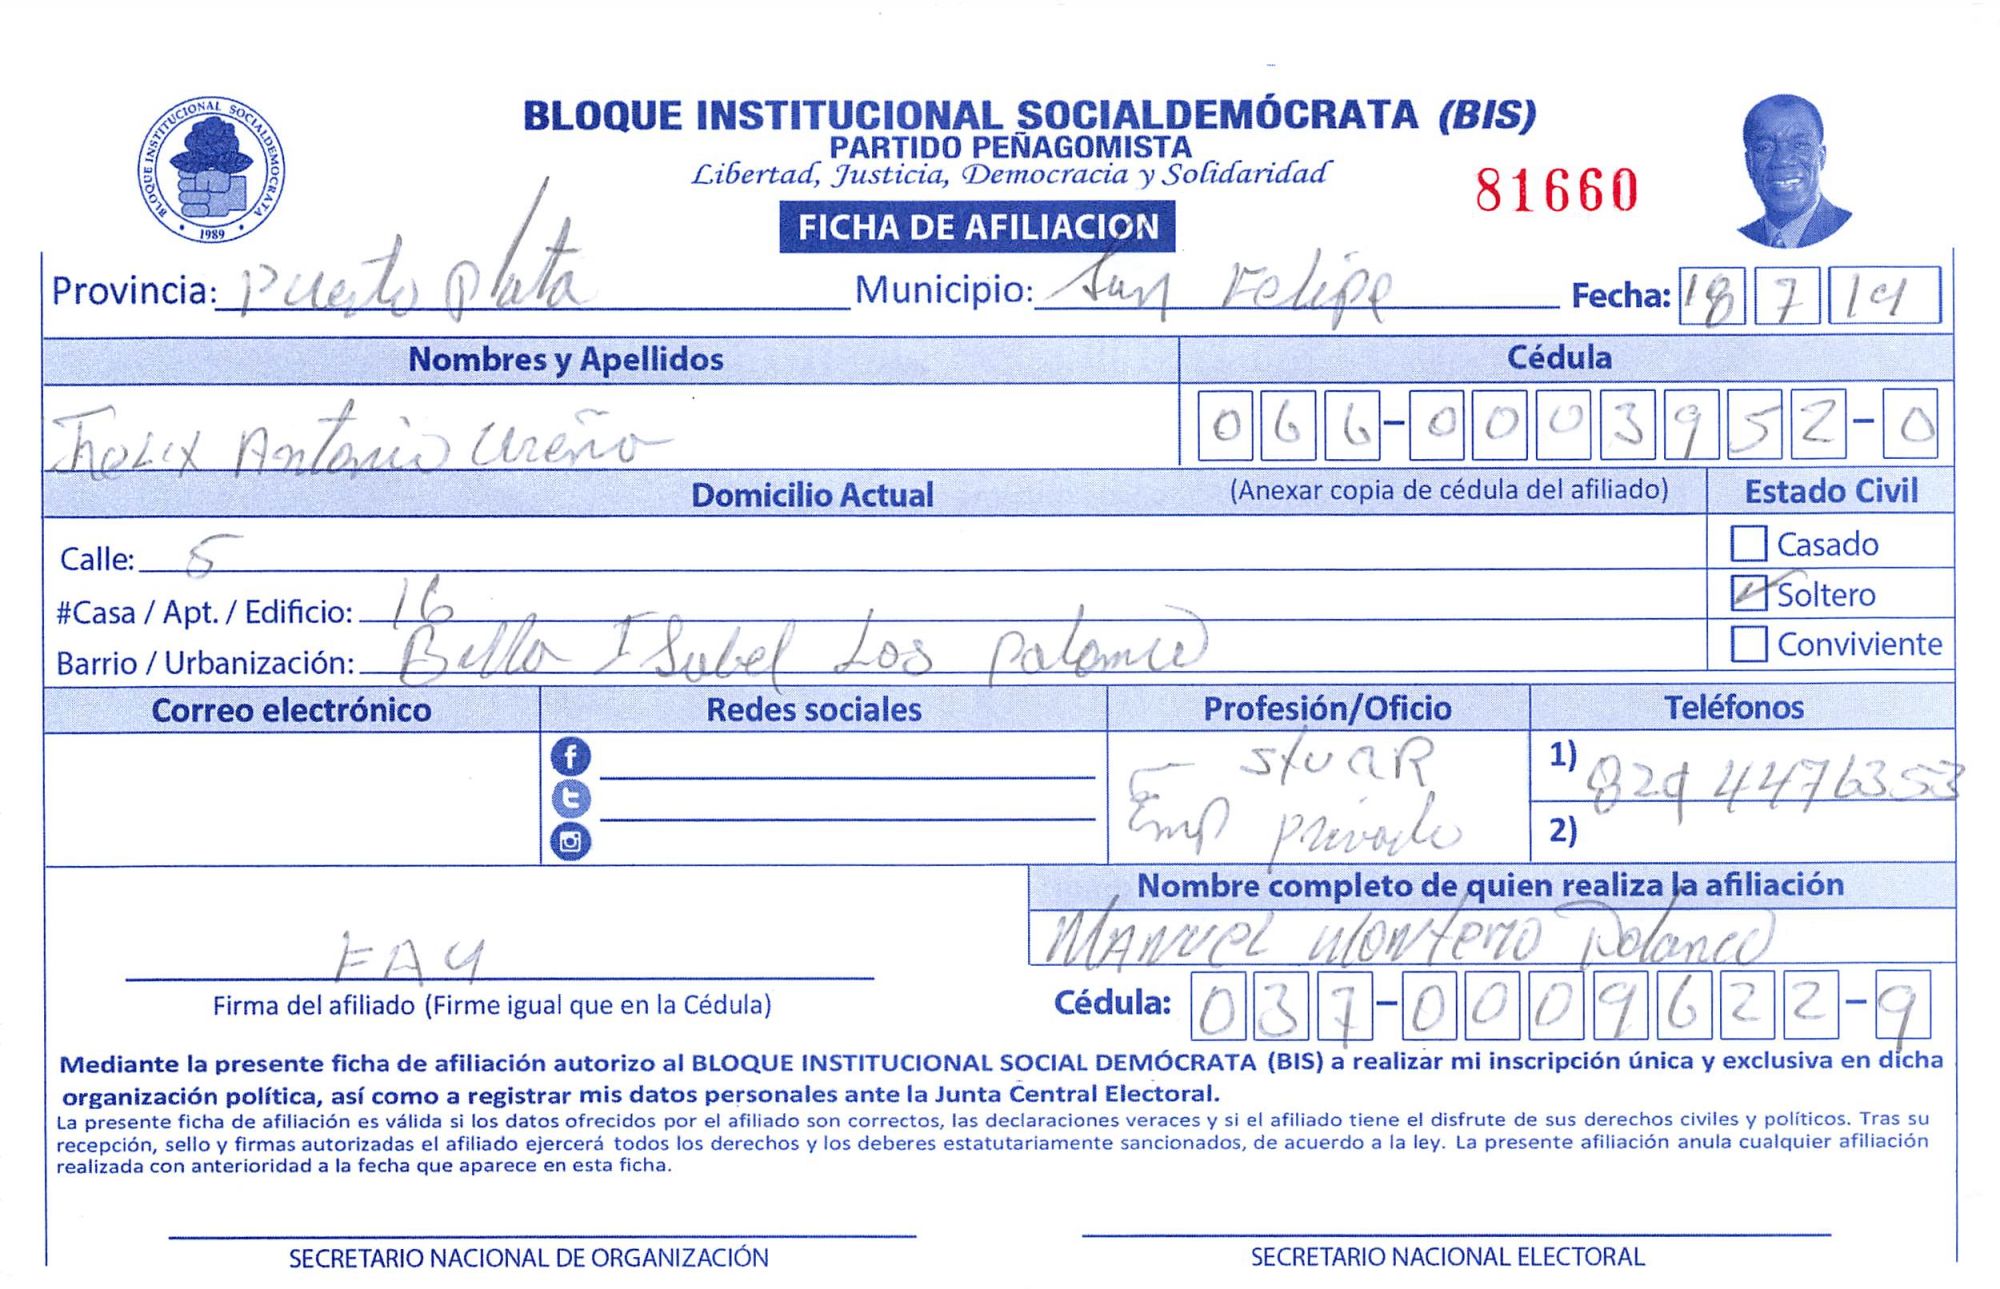 BLOQUE INSTITUCIONAL SOCIALDEMÓCRATA (BIS)
PARTIDO PEÑAGOMISTA
Libertad, Justicia, Democracia y Solidaridad
81660
BLOQUE INSTITUCIONAL SOCIALDEMOCRATA
1989
FICHA DE AFILIACION
Provincia: Puerto plata Municipio: San Felipe Fecha: 18 7 19
Nombres y Apellidos Cédula
Antonio Ureño 066-0003952-0
Domicilio Actual (Anexar copia de cédula del afiliado) Estado Civil
Calle: 5 Casado
#Casa / Apt. / Edificio: 16 Soltero
Barrio / Urbanización: Bella ISabel Los polanco Conviviente
Correo electrónico Redes sociales Profesión/Oficio Teléfonos
1) 829 4476353
Emp privado 2)
Nombre completo de quien realiza la afiliación
MANUel Montero Polanco
FAU
Firma del afiliado (Firme igual que en la Cédula) Cédula: 037-0009622-9
Mediante la presente ficha de afiliación autorizo al BLOQUE INSTITUCIONAL SOCIAL DEMÓCRATA (BIS) a realizar mi inscripción única y exclusiva en dicha
organización política, así como a registrar mis datos personales ante la Junta Central Electoral.
La presente ficha de afiliación es válida si los datos ofrecidos por el afiliado son correctos, las declaraciones veraces y si el afiliado tiene el disfrute de sus derechos civiles y políticos. Tras su
recepción, sello y firmas autorizadas el afiliado ejercerá todos los derechos y los deberes estatutariamente sancionados, de acuerdo a la ley. La presente afiliación anula cualquier afiliación
realizada con anterioridad a la fecha que aparece en esta ficha.
SECRETARIO NACIONAL DE ORGANIZACIÓN SECRETARIO NACIONAL ELECTORAL